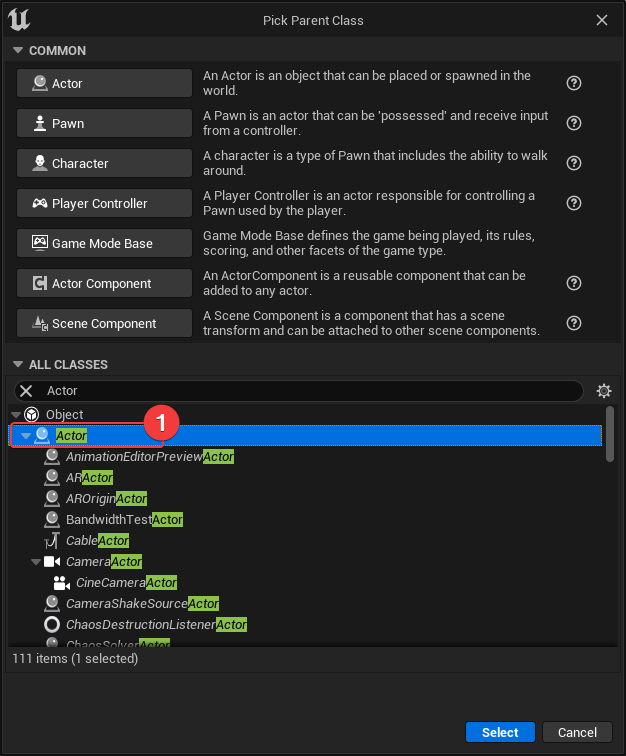 Pick Parent Class
COMMON
Actor
An Actor is an object that can be placed or spawned in the
world.
Pawn
A Pawn is an actor that can be 'possessed' and receive input
from a controller.
Character
A character is a type of Pawn that includes the ability to walk
around.
Player Controller
A Player Controller is an actor responsible for controlling a
Pawn used by the player.
Game Mode Base
Game Mode Base defines the game being played, its rules,
scoring, and other facets of the game type.
Actor Component
An ActorComponent is a reusable component that can be
added to any actor.
Scene Component
A Scene Component is a component that has a scene
transform and can be attached to other scene components.
ALL CLASSES
Actor
Object
Actor
1
AnimationEditorPreviewActor
ARActor
AROriginActor
BandwidthTestActor
CableActor
CameraActor
CineCameraActor
CameraShakeSourceActor
ChaosDestructionListenerActor
ChaosSolverActor
111 items (1 selected)
Select
Cancel